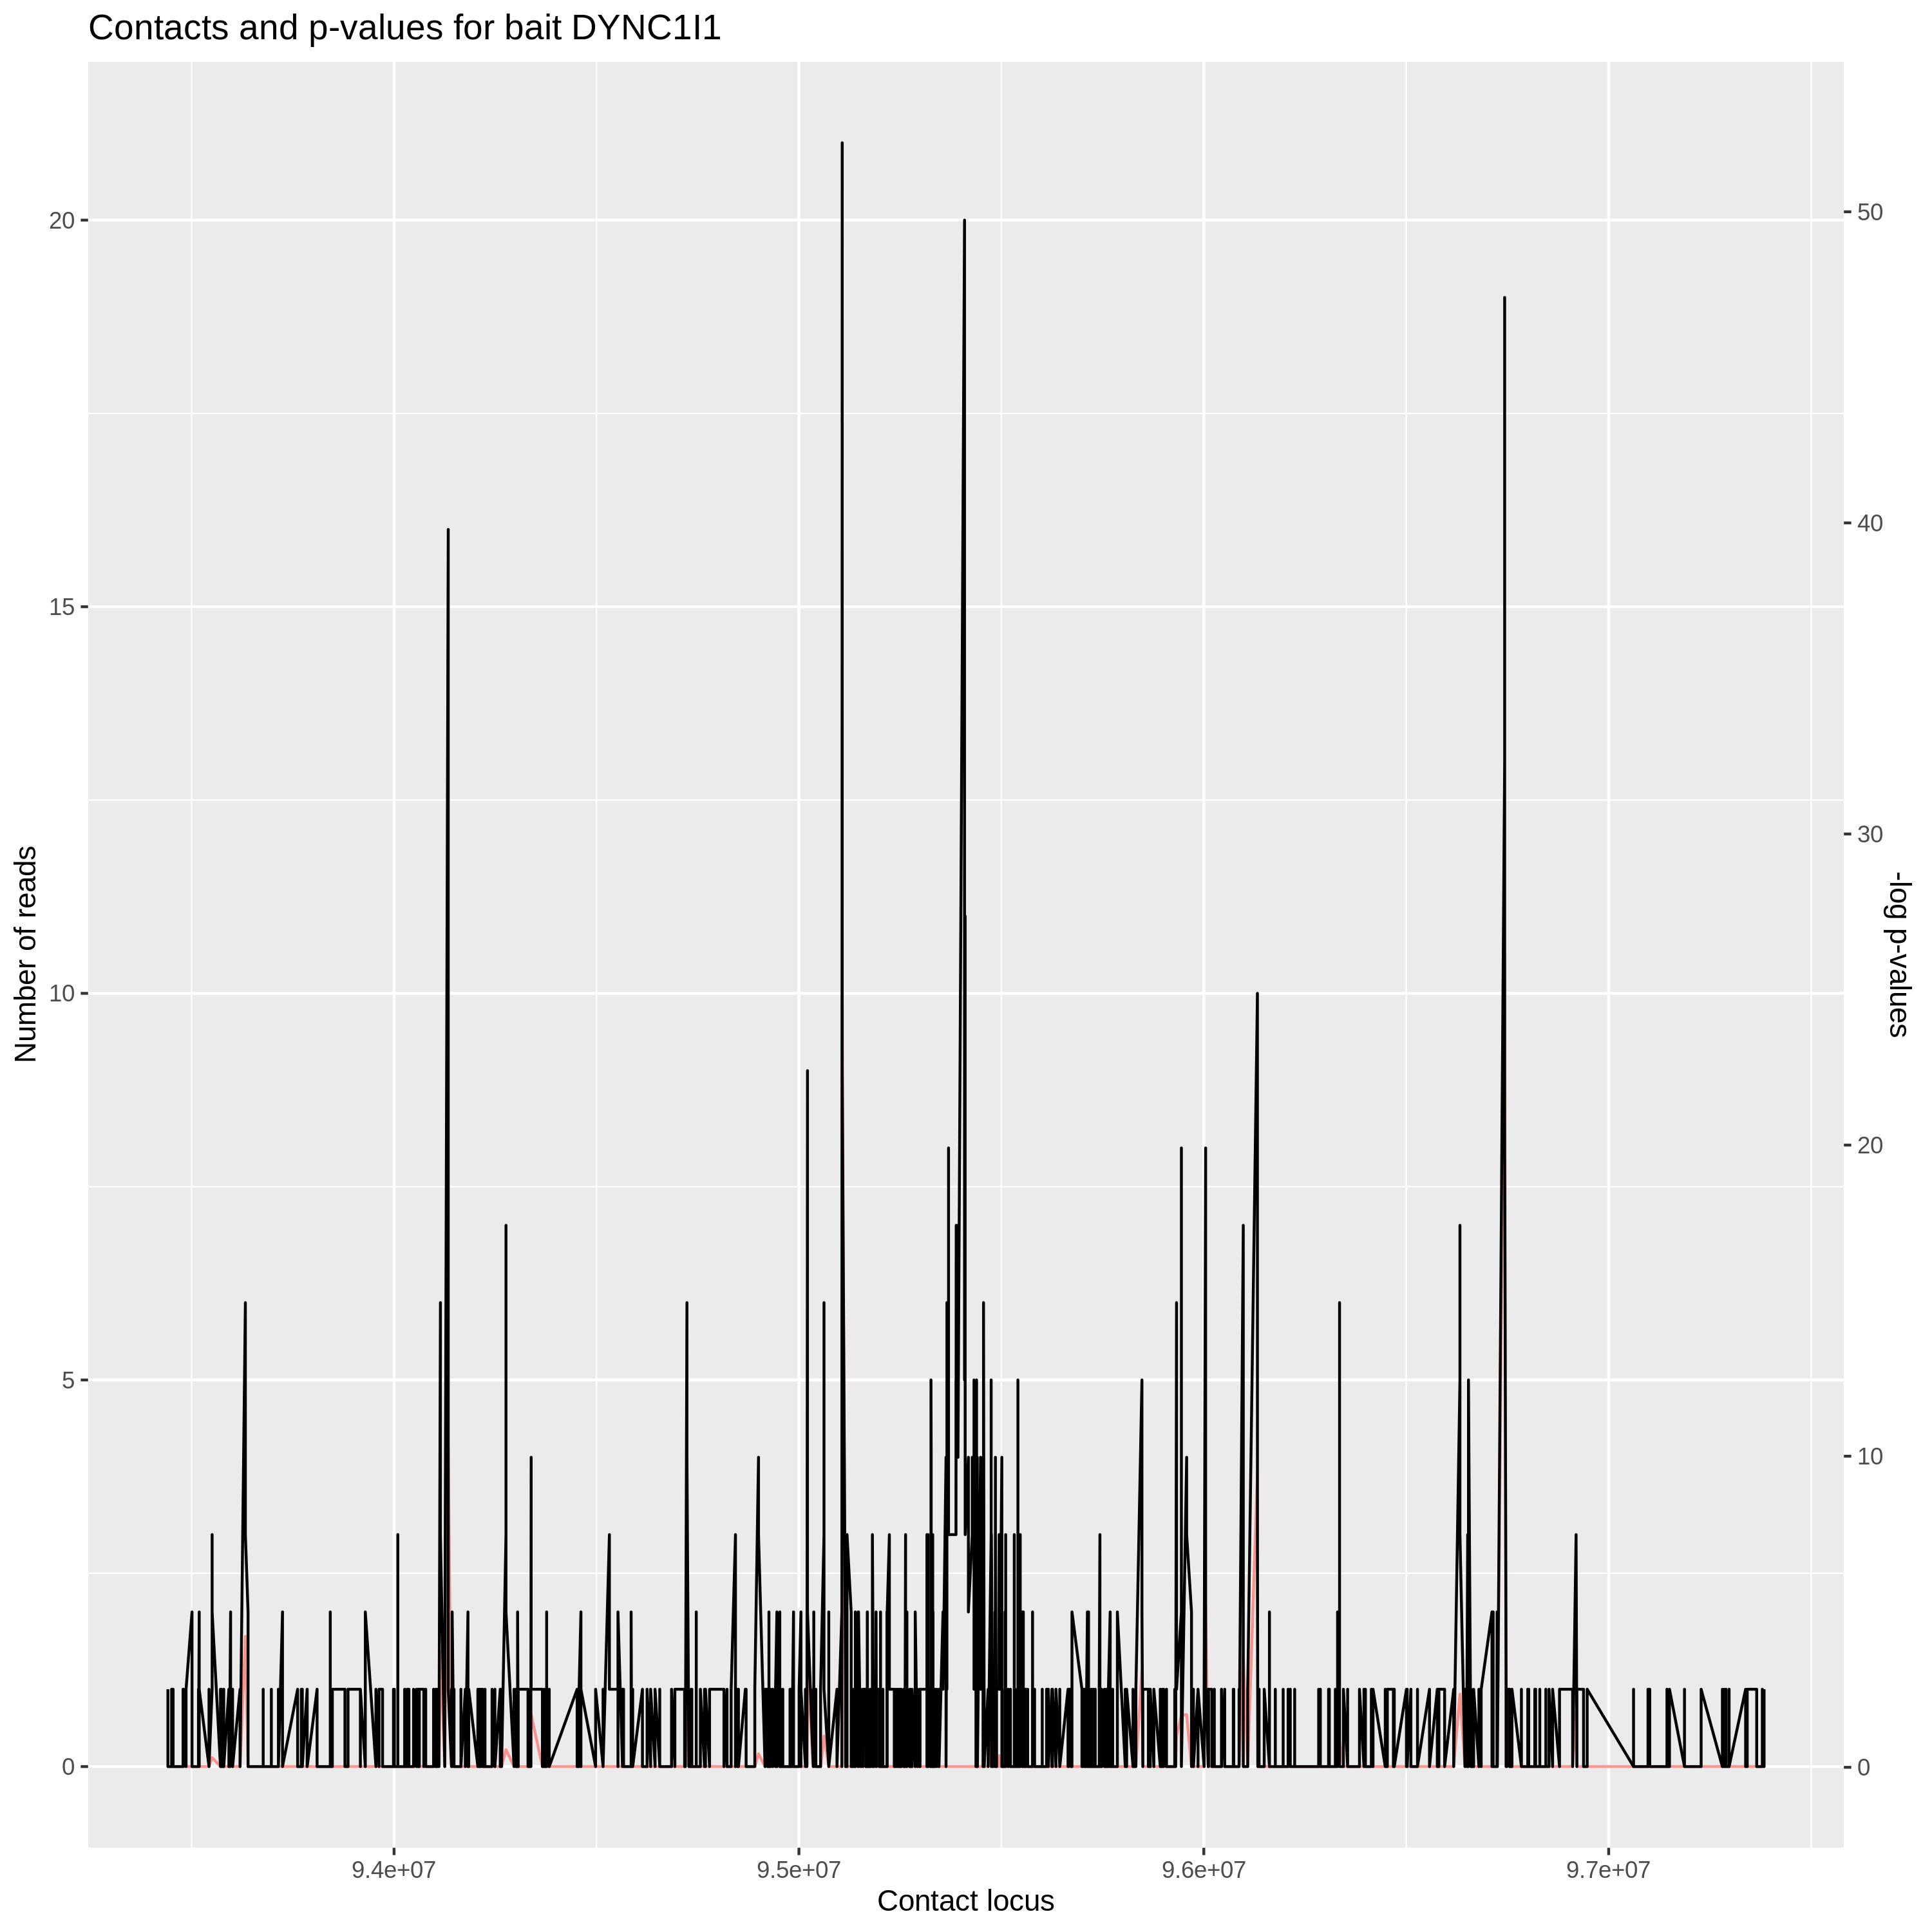 Contacts and p-values for bait DYNC1I1
Number of reads
20
15
10
5
0
50
40
30
20
10
0
-log p-values
9.4e+07
9.5e+07
9.6e+07
9.7e+07
Contact locus